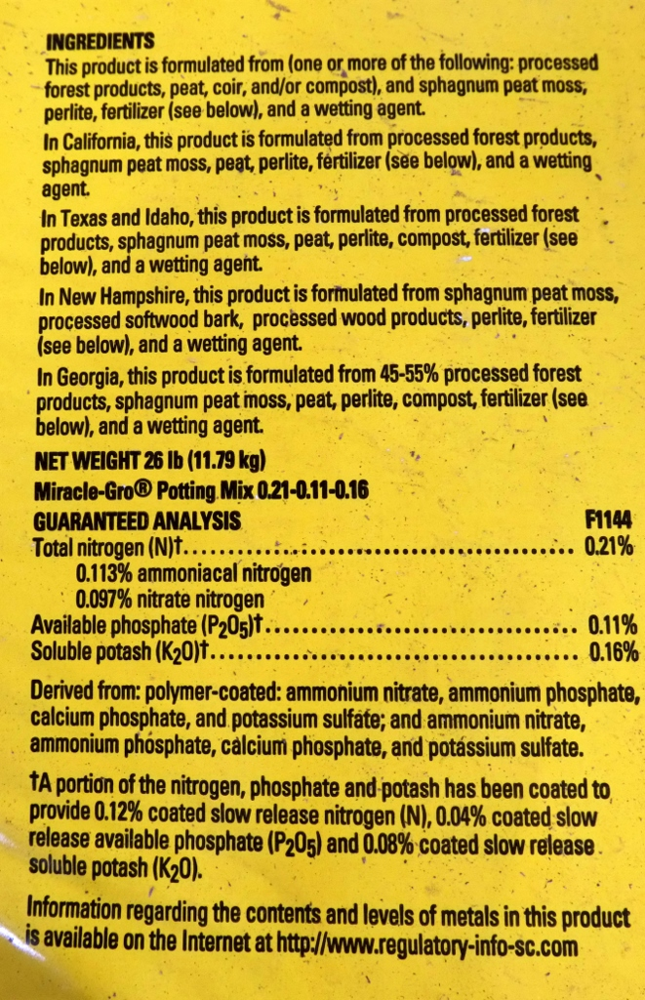 INGREDIENTS
This product is formulated from (one or more of the following: processed
forest products, peat, coir, and/or compost), and sphagnum peat moss,
perlite, fertilizer (see below), and a wetting agent.
In California, this product is formulated from processed forest products,
sphagnum peat moss, peat, perlite, fertilizer (see below), and a wetting
agent.
In Texas and Idaho, this product is formulated from processed forest
products, sphagnum peat moss, peat, perlite, compost, fertilizer (see
below), and a wetting agent.
In New Hampshire, this product is formulated from sphagnum peat moss,
processed softwood bark, processed wood products, perlite, fertilizer
(see below), and a wetting agent.
In Georgia, this product is formulated from 45-55% processed forest
products, sphagnum peat moss, peat, perlite, compost, fertilizer (see
below), and a wetting agent.
NET WEIGHT 26 lb (11.79 kg)
Miracle-Gro® Potting Mix 0.21-0.11-0.16
GUARANTEED ANALYSIS F1144
Total nitrogen (N)†.................................................. 0.21%
0.113% ammoniacal nitrogen
0.097% nitrate nitrogen
Available phosphate (P2O5)†........................................ 0.11%
Soluble potash (K2O)†............................................... 0.16%
Derived from: polymer-coated: ammonium nitrate, ammonium phosphate,
calcium phosphate, and potassium sulfate; and ammonium nitrate,
ammonium phosphate, calcium phosphate, and potassium sulfate.
†A portion of the nitrogen, phosphate and potash has been coated to
provide 0.12% coated slow release nitrogen (N), 0.04% coated slow
release available phosphate (P2O5) and 0.08% coated slow release
soluble potash (K2O).
Information regarding the contents and levels of metals in this product
is available on the Internet at http://www.regulatory-info-sc.com